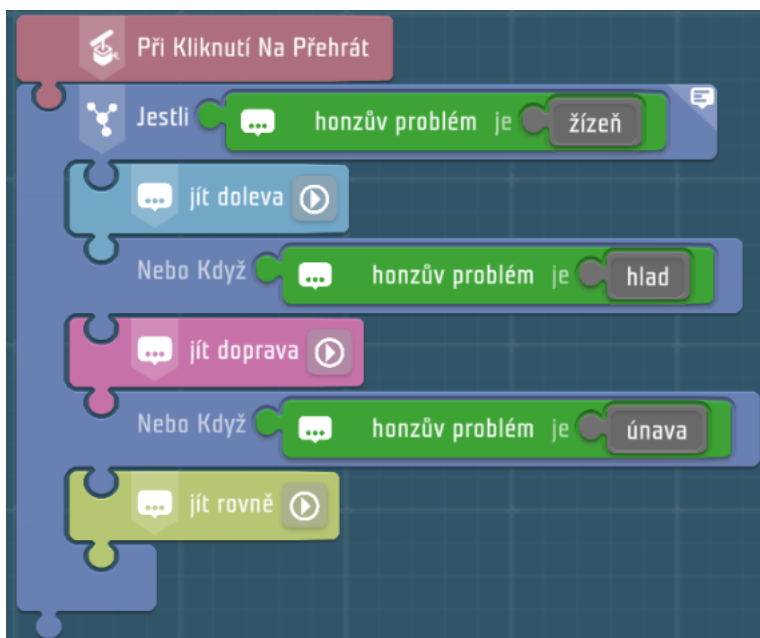 Při Kliknutí Na Přehrát
Jestli honzův problém je žízeň
jít doleva
Nebo Když honzův problém je hlad
jít doprava
Nebo Když honzův problém je únava
jít rovně